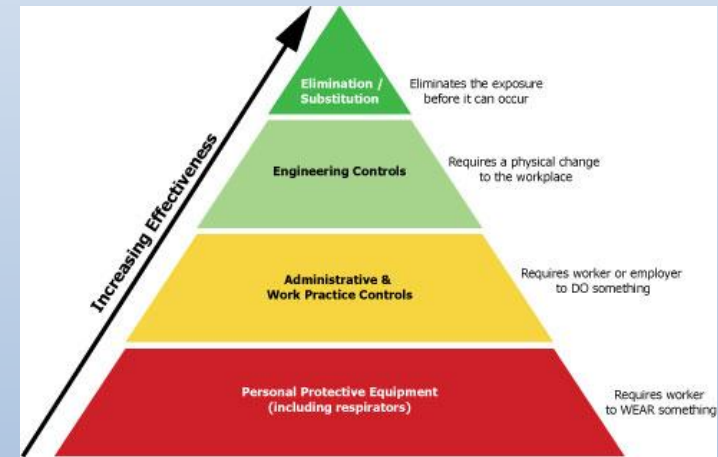 Increasing Effectiveness
Elimination /
Substitution
Eliminates the exposure
before it can occur
Engineering Controls
Requires a physical change
to the workplace
Administrative &
Work Practice Controls
Requires worker or employer
to DO something
Personal Protective Equipment
(including respirators)
Requires worker
to WEAR something